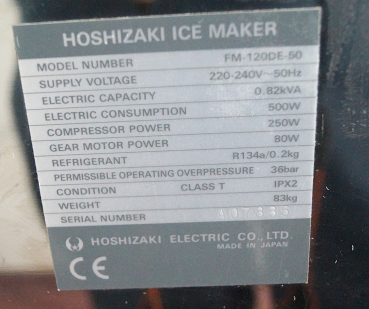 HOSHIZAKI ICE MAKER
MODEL NUMBER FM-120DE-50
SUPPLY VOLTAGE 220-240V~50Hz
ELECTRIC CAPACITY 0.82kVA
ELECTRIC CONSUMPTION 500W
COMPRESSOR POWER 250W
GEAR MOTOR POWER 80W
REFRIGERANT R134a/0.2kg
PERMISSIBLE OPERATING OVERPRESSURE 36bar
CONDITION CLASS T IPX2
WEIGHT 83kg
SERIAL NUMBER
HOSHIZAKI ELECTRIC CO., LTD.
MADE IN JAPAN
CE